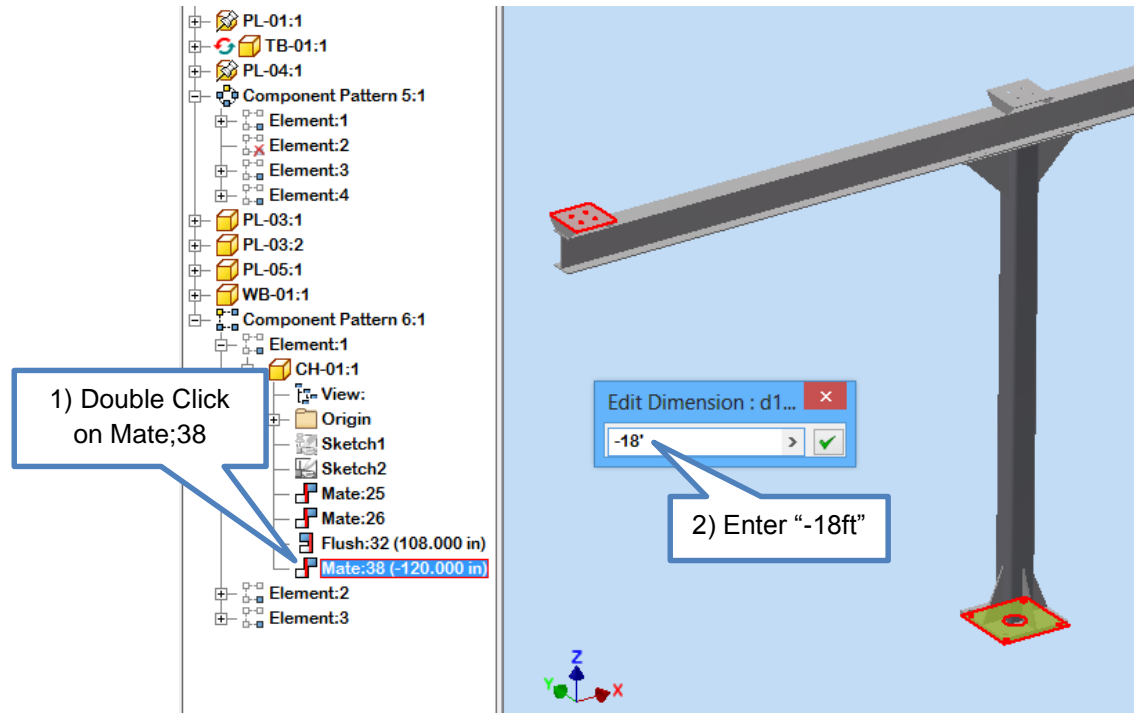 PL-01:1
TB-01:1
PL-04:1
Component Pattern 5:1
Element:1
Element:2
Element:3
Element:4
PL-03:1
PL-03:2
PL-05:1
WB-01:1
Component Pattern 6:1
Element:1
CH-01:1
View:
Origin
Sketch1
Sketch2
Mate:25
Mate:26
Flush:32 (108.000 in)
Mate:38 (-120.000 in)
Element:2
Element:3
1) Double Click
on Mate;38
Edit Dimension : d1...
-18'
2) Enter “-18ft”
Z
Y
X